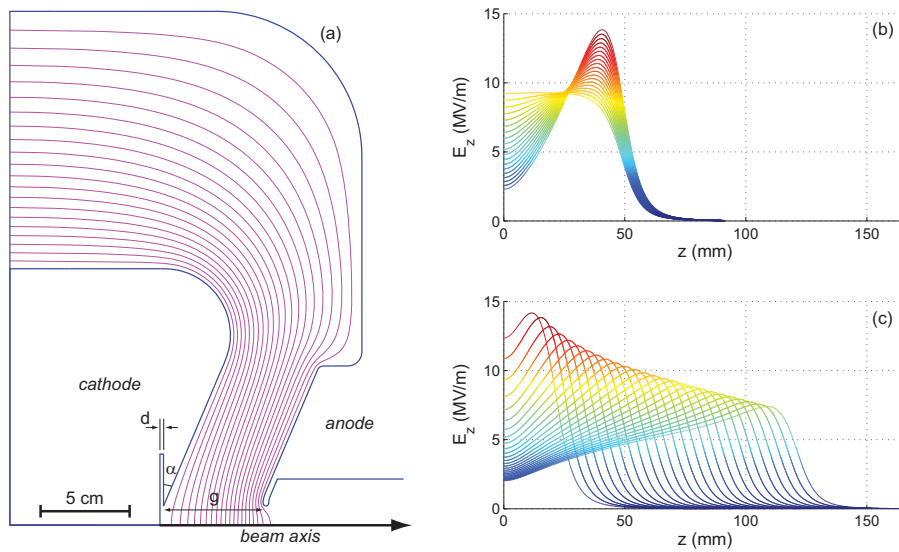 (a)
cathode
anode
d
α
g
5 cm
beam axis
(b)
15
10
5
0
E_z (MV/m)
0
50
100
150
z (mm)
(c)
15
10
5
0
E_z (MV/m)
0
50
100
150
z (mm)